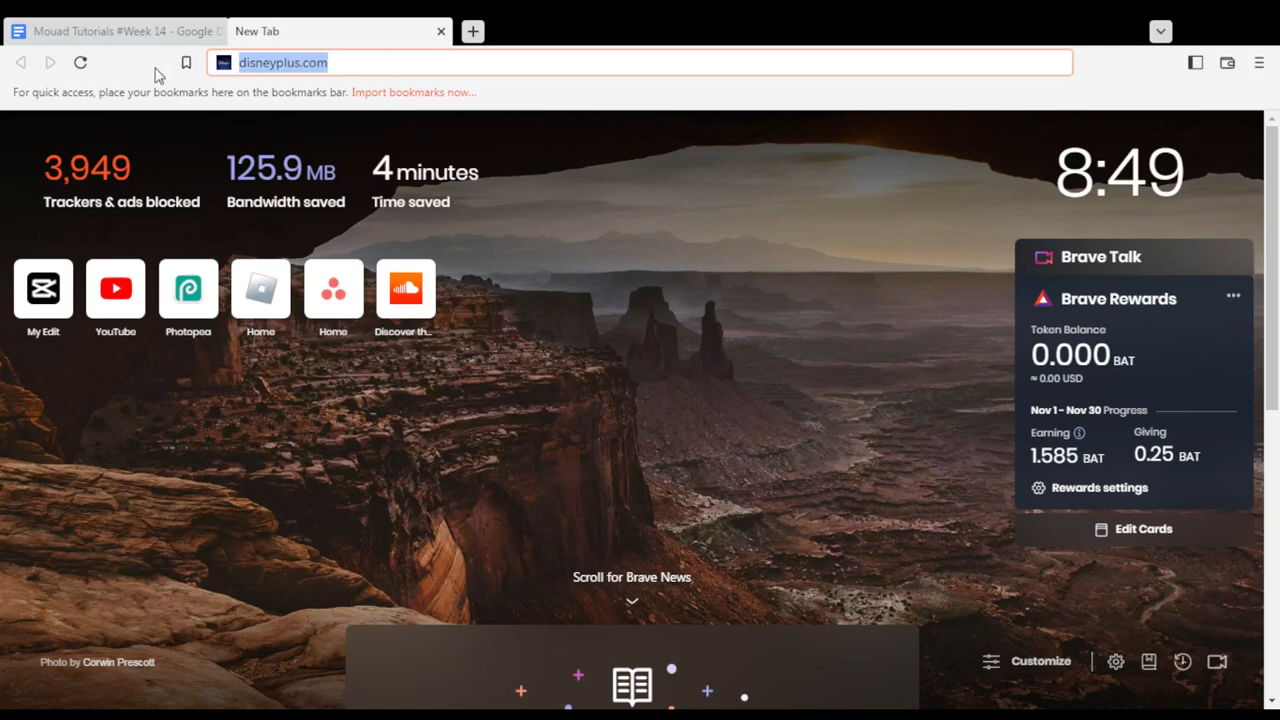 Mouad Tutorials #Week 14 - Google D
New Tab
disneyplus.com
For quick access, place your bookmarks here on the bookmarks bar. Import bookmarks now...
3,949
Trackers & ads blocked
125.9 MB
Bandwidth saved
4 minutes
Time saved
8:49
My Edit
YouTube
Photopea
Home
Home
Discover th...
Brave Talk
Brave Rewards
Token Balance
0.000 BAT
≈ 0.00 USD
Nov 1 - Nov 30 Progress
Earning
1.585 BAT
Giving
0.25 BAT
Rewards settings
Edit Cards
Scroll for Brave News
Photo by Corwin Prescott
Customize